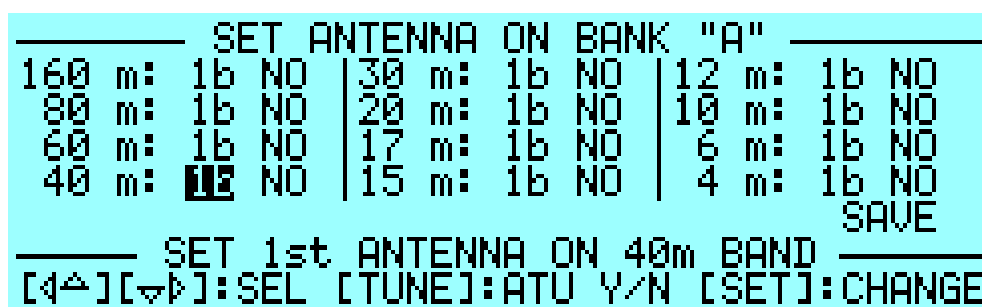 SET ANTENNA ON BANK "A"
160 m: 1b NO |30 m: 1b NO |12 m: 1b NO
80 m: 1b NO |20 m: 1b NO |10 m: 1b NO
60 m: 1b NO |17 m: 1b NO | 6 m: 1b NO
40 m: 1b NO |15 m: 1b NO | 4 m: 1b NO
SAVE
SET 1st ANTENNA ON 40m BAND
[◁△][▽▷]:SEL [TUNE]:ATU Y/N [SET]:CHANGE